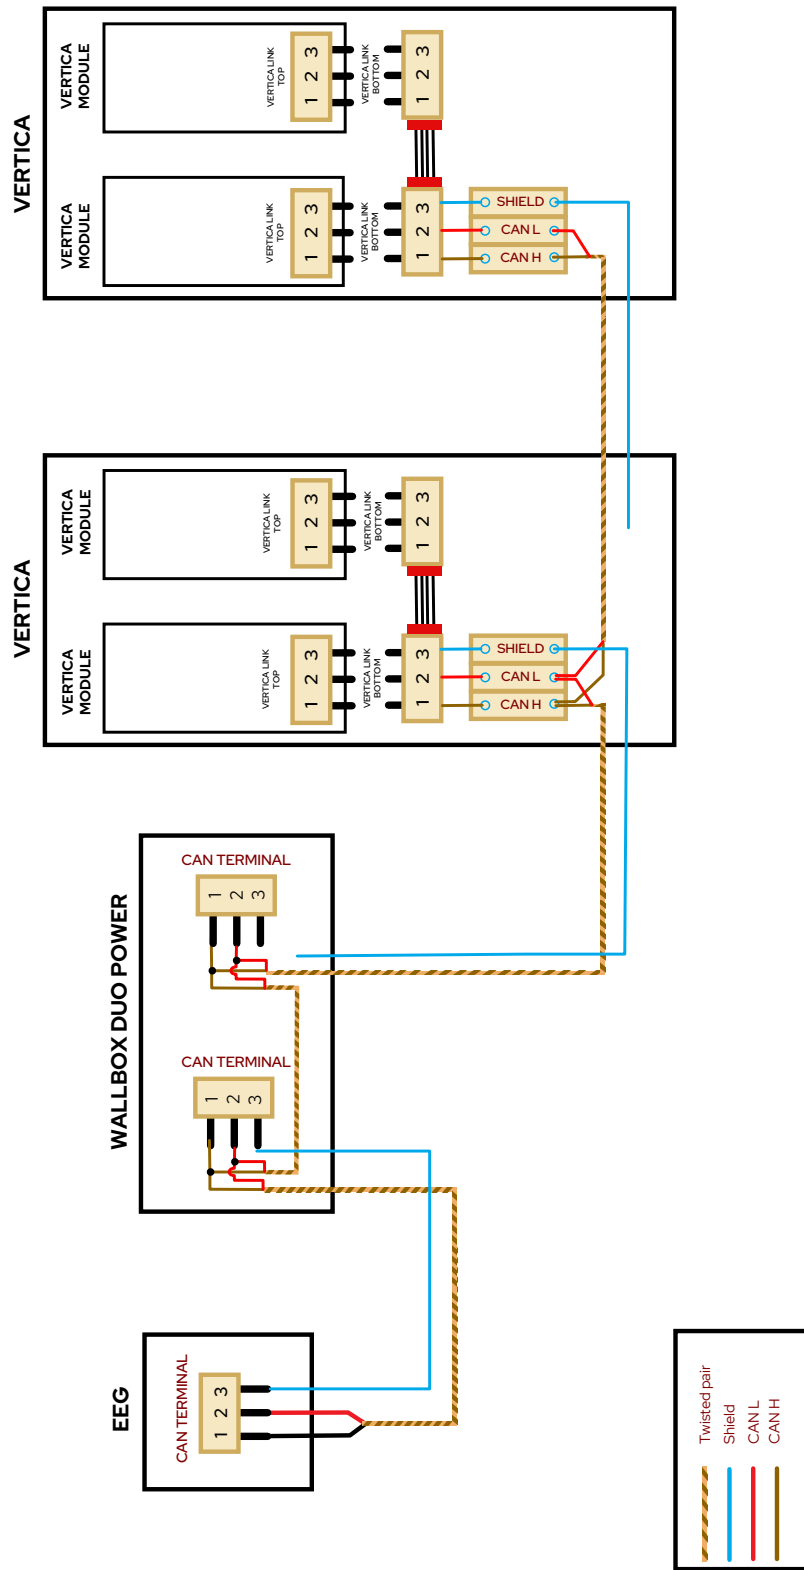 VERTICA
VERTICA
MODULE
VERTICA LINK
TOP
1 2 3
VERTICA LINK
BOTTOM
1 2 3
VERTICA
MODULE
VERTICA LINK
TOP
1 2 3
VERTICA LINK
BOTTOM
1 2 3
SHIELD
CAN L
CAN H
VERTICA
VERTICA
MODULE
VERTICA LINK
TOP
1 2 3
VERTICA LINK
BOTTOM
1 2 3
VERTICA
MODULE
VERTICA LINK
TOP
1 2 3
VERTICA LINK
BOTTOM
1 2 3
SHIELD
CAN L
CAN H
WALLBOX DUO POWER
CAN TERMINAL
1 2 3
CAN TERMINAL
1 2 3
EEG
CAN TERMINAL
1 2 3
Twisted pair
Shield
CAN L
CAN H